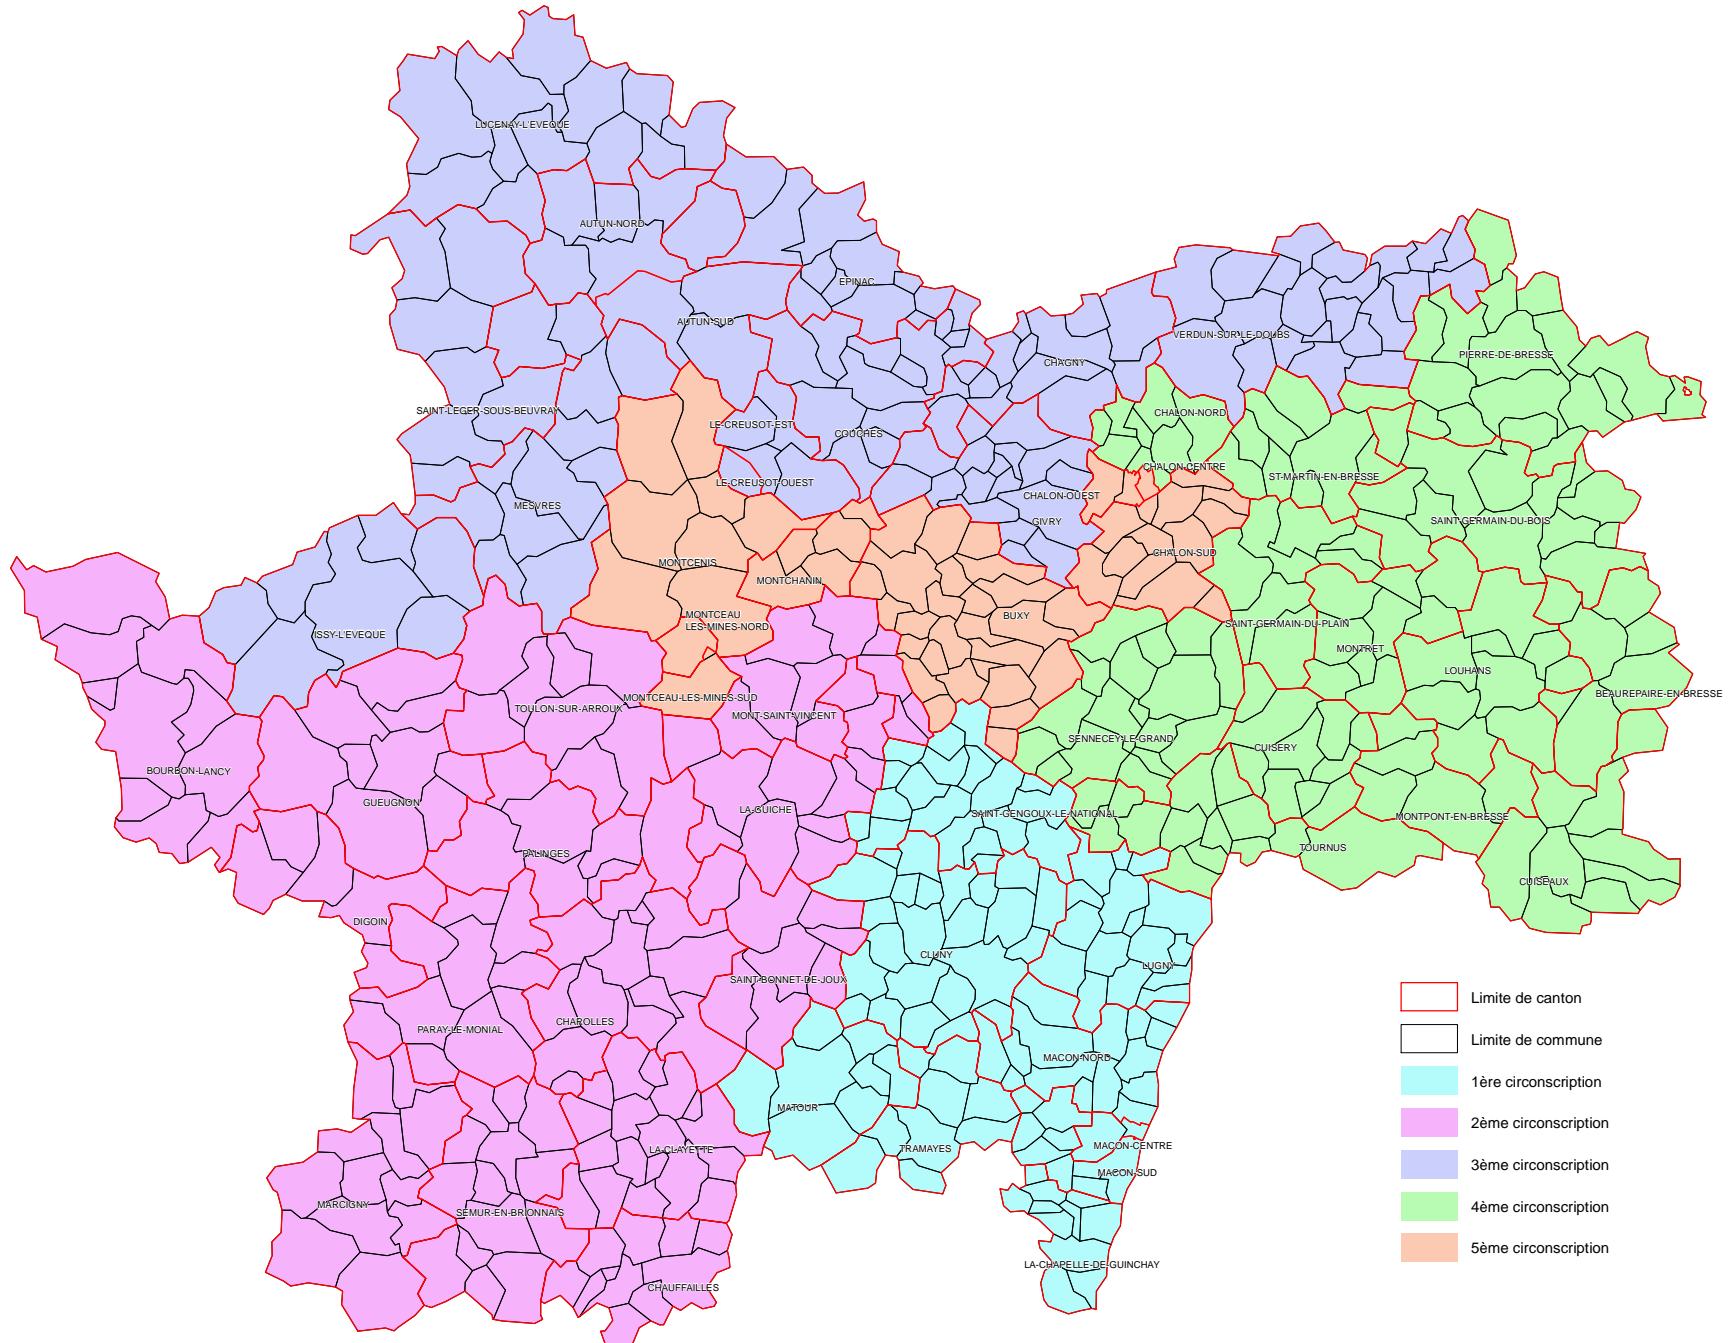 LUCENAY-L'EVEQUE
AUTUN-NORD
EPINAC
AUTUN-SUD
VERDUN-SUR-LE-DOUBS
CHAGNY
PIERRE-DE-BRESSE
SAINT-LEGER-SOUS-BEUVRAY
CHALON-NORD
LE-CREUSOT-EST
COUCHES
CHALON-CENTRE
ST-MARTIN-EN-BRESSE
LE-CREUSOT-OUEST
CHALON-OUEST
MESVRES
GIVRY
SAINT-GERMAIN-DU-BOIS
CHALON-SUD
MONTCENIS
MONTCHANIN
MONTCEAU
LES-MINES-NORD
BUXY
SAINT-GERMAIN-DU-PLAIN
ISSY-L'EVEQUE
MONTRET
LOUHANS
BEAUREPAIRE-EN-BRESSE
MONTCEAU-LES-MINES-SUD
TOULON-SUR-ARROUX
MONT-SAINT-VINCENT
SENNECEY-LE-GRAND
CUISERY
BOURBON-LANCY
GUEUGNON
LA-GUICHE
SAINT-GENGOUX-LE-NATIONAL
MONTPONT-EN-BRESSE
TOURNUS
PALINGES
CUISEAUX
DIGOIN
CLUNY
LUGNY
SAINT-BONNET-DE-JOUX
PARAY-LE-MONIAL
CHAROLLES
MACON-NORD
MATOUR
MACON-CENTRE
TRAMAYES
LA-CLAYETTE
MACON-SUD
MARCIGNY
SEMUR-EN-BRIONNAIS
LA-CHAPELLE-DE-GUINCHAY
CHAUFFAILLES
Limite de canton
Limite de commune
1ère circonscription
2ème circonscription
3ème circonscription
4ème circonscription
5ème circonscription